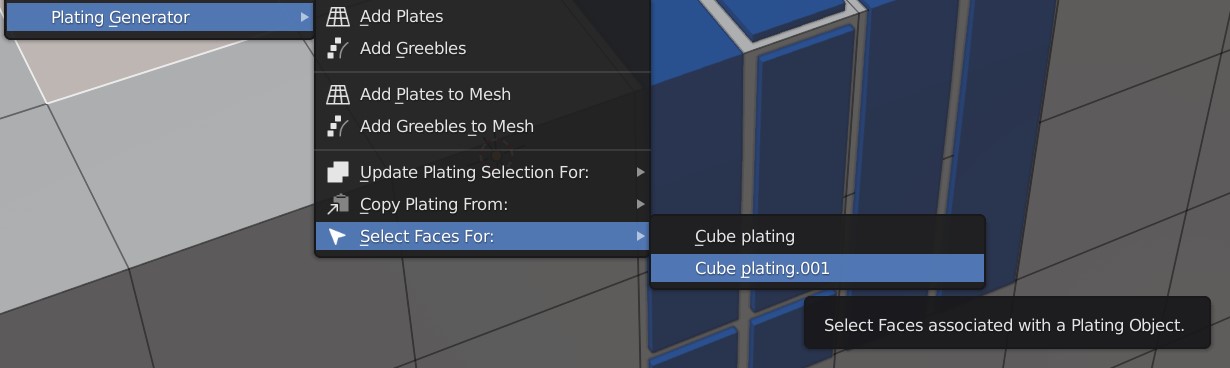 Plating Generator
Add Plates
Add Greebles
Add Plates to Mesh
Add Greebles to Mesh
Update Plating Selection For:
Copy Plating From:
Select Faces For:
Cube plating
Cube plating.001
Select Faces associated with a Plating Object.